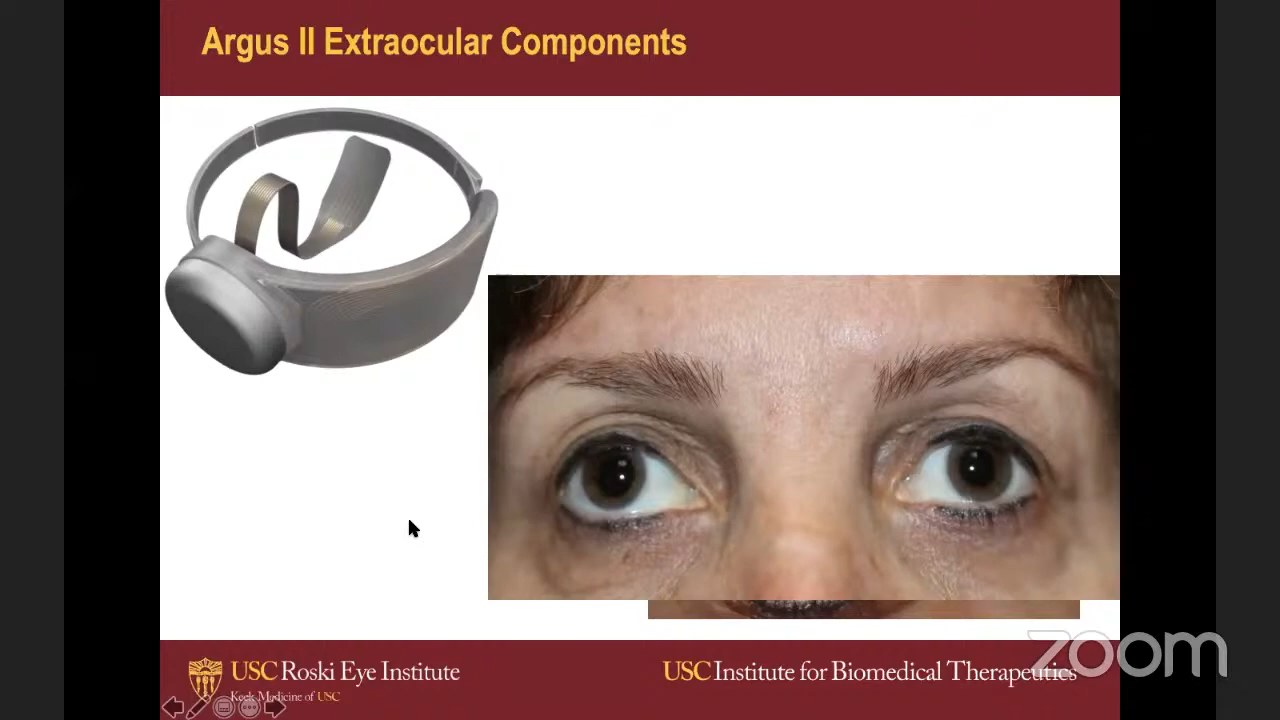 Argus II Extraocular Components
USC Roski Eye Institute
Keck Medicine of USC
USC Institute for Biomedical Therapeutics
zoom